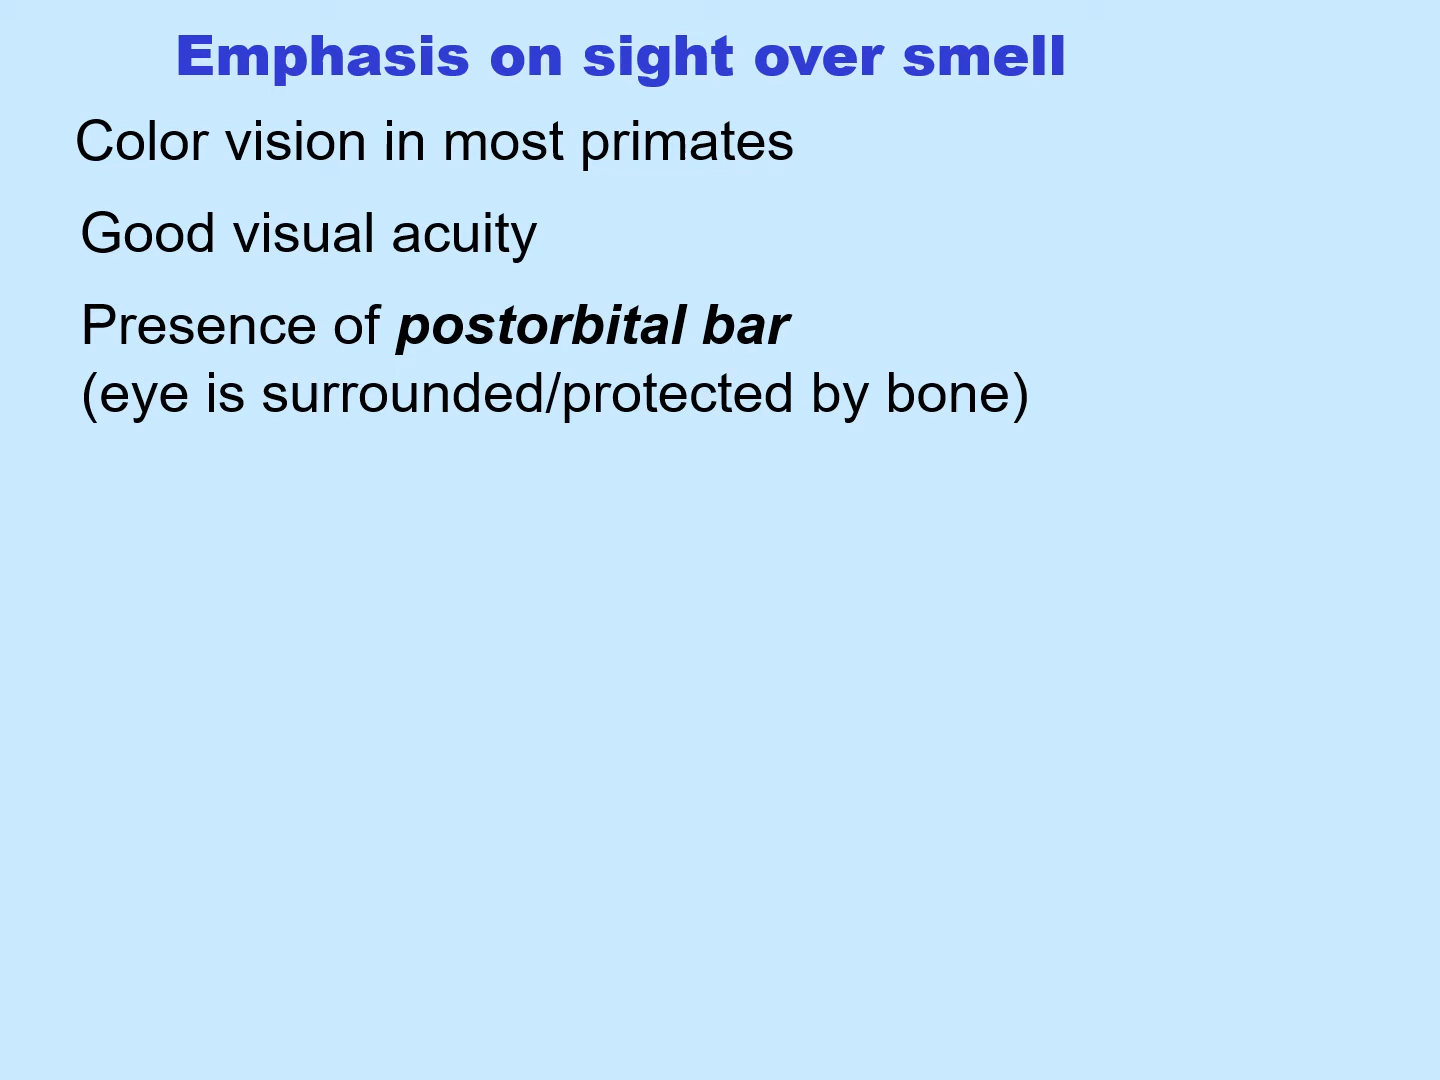 Emphasis on sight over smell
Color vision in most primates
Good visual acuity
Presence of postorbital bar
(eye is surrounded/protected by bone)